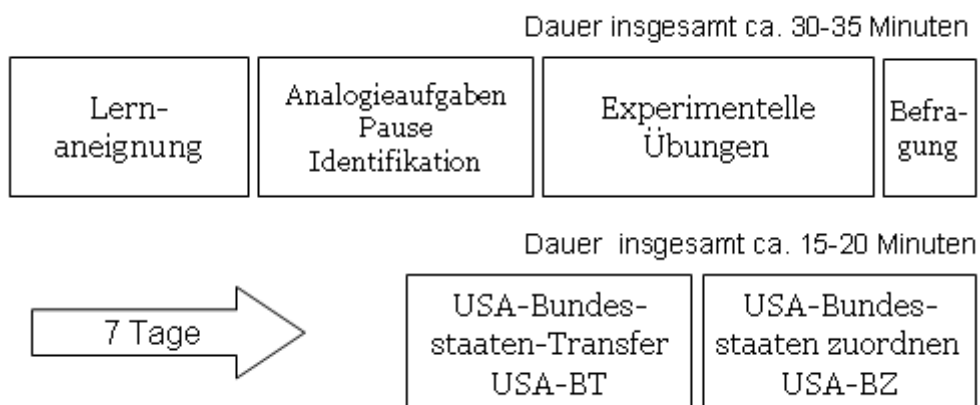 Dauer insgesamt ca. 30-35 Minuten
Lern-
aneignung
Analogieaufgaben
Pause
Identifikation
Experimentelle
Übungen
Befra-
gung
Dauer insgesamt ca. 15-20 Minuten
7 Tage
USA-Bundes-
staaten-Transfer
USA-BT
USA-Bundes-
staaten zuordnen
USA-BZ